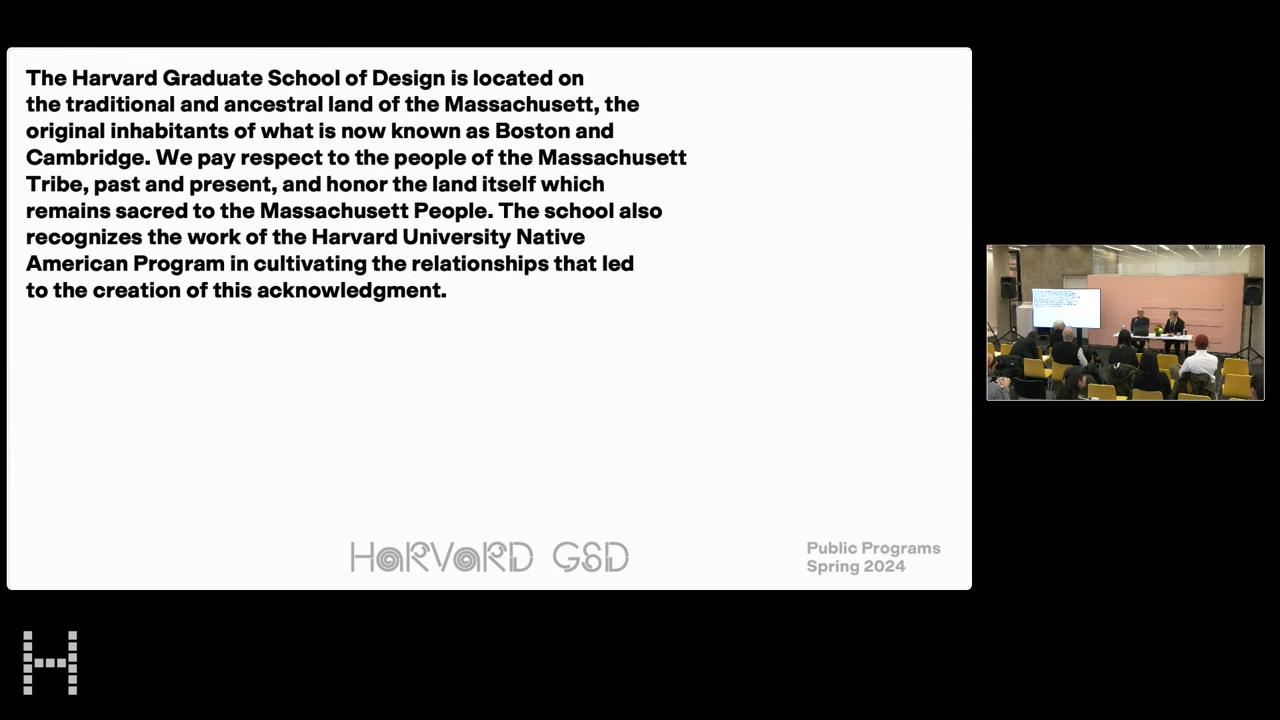 The Harvard Graduate School of Design is located on
the traditional and ancestral land of the Massachusett, the
original inhabitants of what is now known as Boston and
Cambridge. We pay respect to the people of the Massachusett
Tribe, past and present, and honor the land itself which
remains sacred to the Massachusett People. The school also
recognizes the work of the Harvard University Native
American Program in cultivating the relationships that led
to the creation of this acknowledgment.
HARVARD GSD
Public Programs
Spring 2024
H